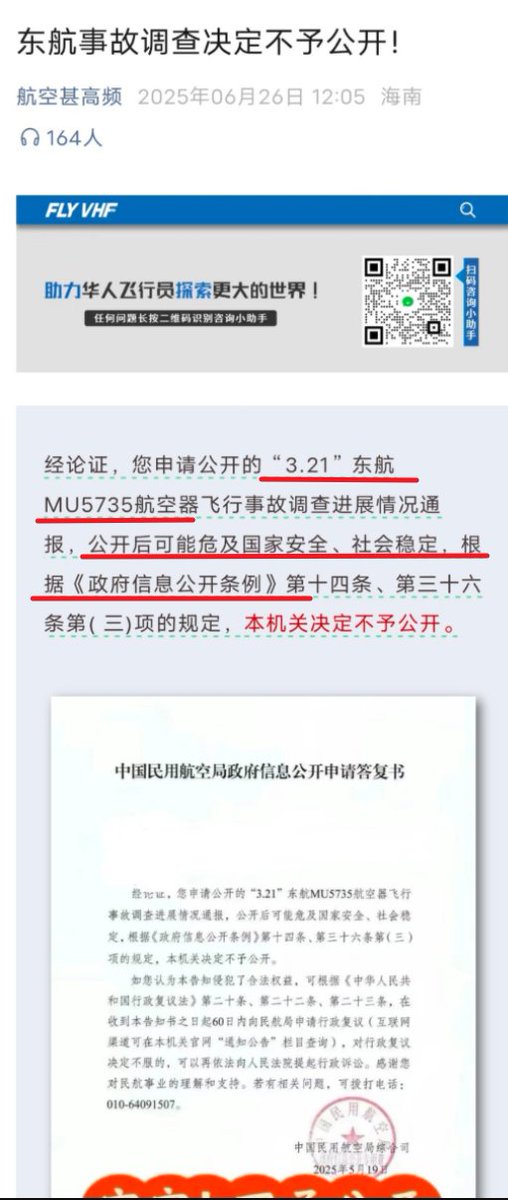 东航事故调查决定不予公开!
航空甚高频 2025年06月26日 12:05 海南
164人
FLY VHF
助力华人飞行员探索更大的世界！
任何问题长按二维码识别咨询小助手
扫码咨询小助手
经论证，您申请公开的“3.21”东航
MU5735航空器飞行事故调查进展情况通
报，公开后可能危及国家安全、社会稳定，根
据《政府信息公开条例》第十四条、第三十六
条第( 三)项的规定，本机关决定不予公开。
中国民用航空局政府信息公开申请答复书
经论证，您申请公开的“3.21”东航MU5735航空器飞行
事故调查进展情况通报，公开后可能危及国家安全、社会稳
定，根据《政府信息公开条例》第十四条、第三十六条第(三)
项的规定，本机关决定不予公开。
如您认为本告知侵犯了合法权益，可根据《中华人民共
和国行政复议法》第二十条、第二十二条、第二十三条，在
收到本告知书之日起60日内向民航局申请行政复议（互联网
渠道可在本机关官网“通知公告”栏目查询），对行政复议
决定不服的，可以再依法向人民法院提起行政诉讼。感谢您
对民航事业的理解和支持。若有相关问题，可拨打电话：
010-64091507。
中国民用航空局综合司
2025年5月19日